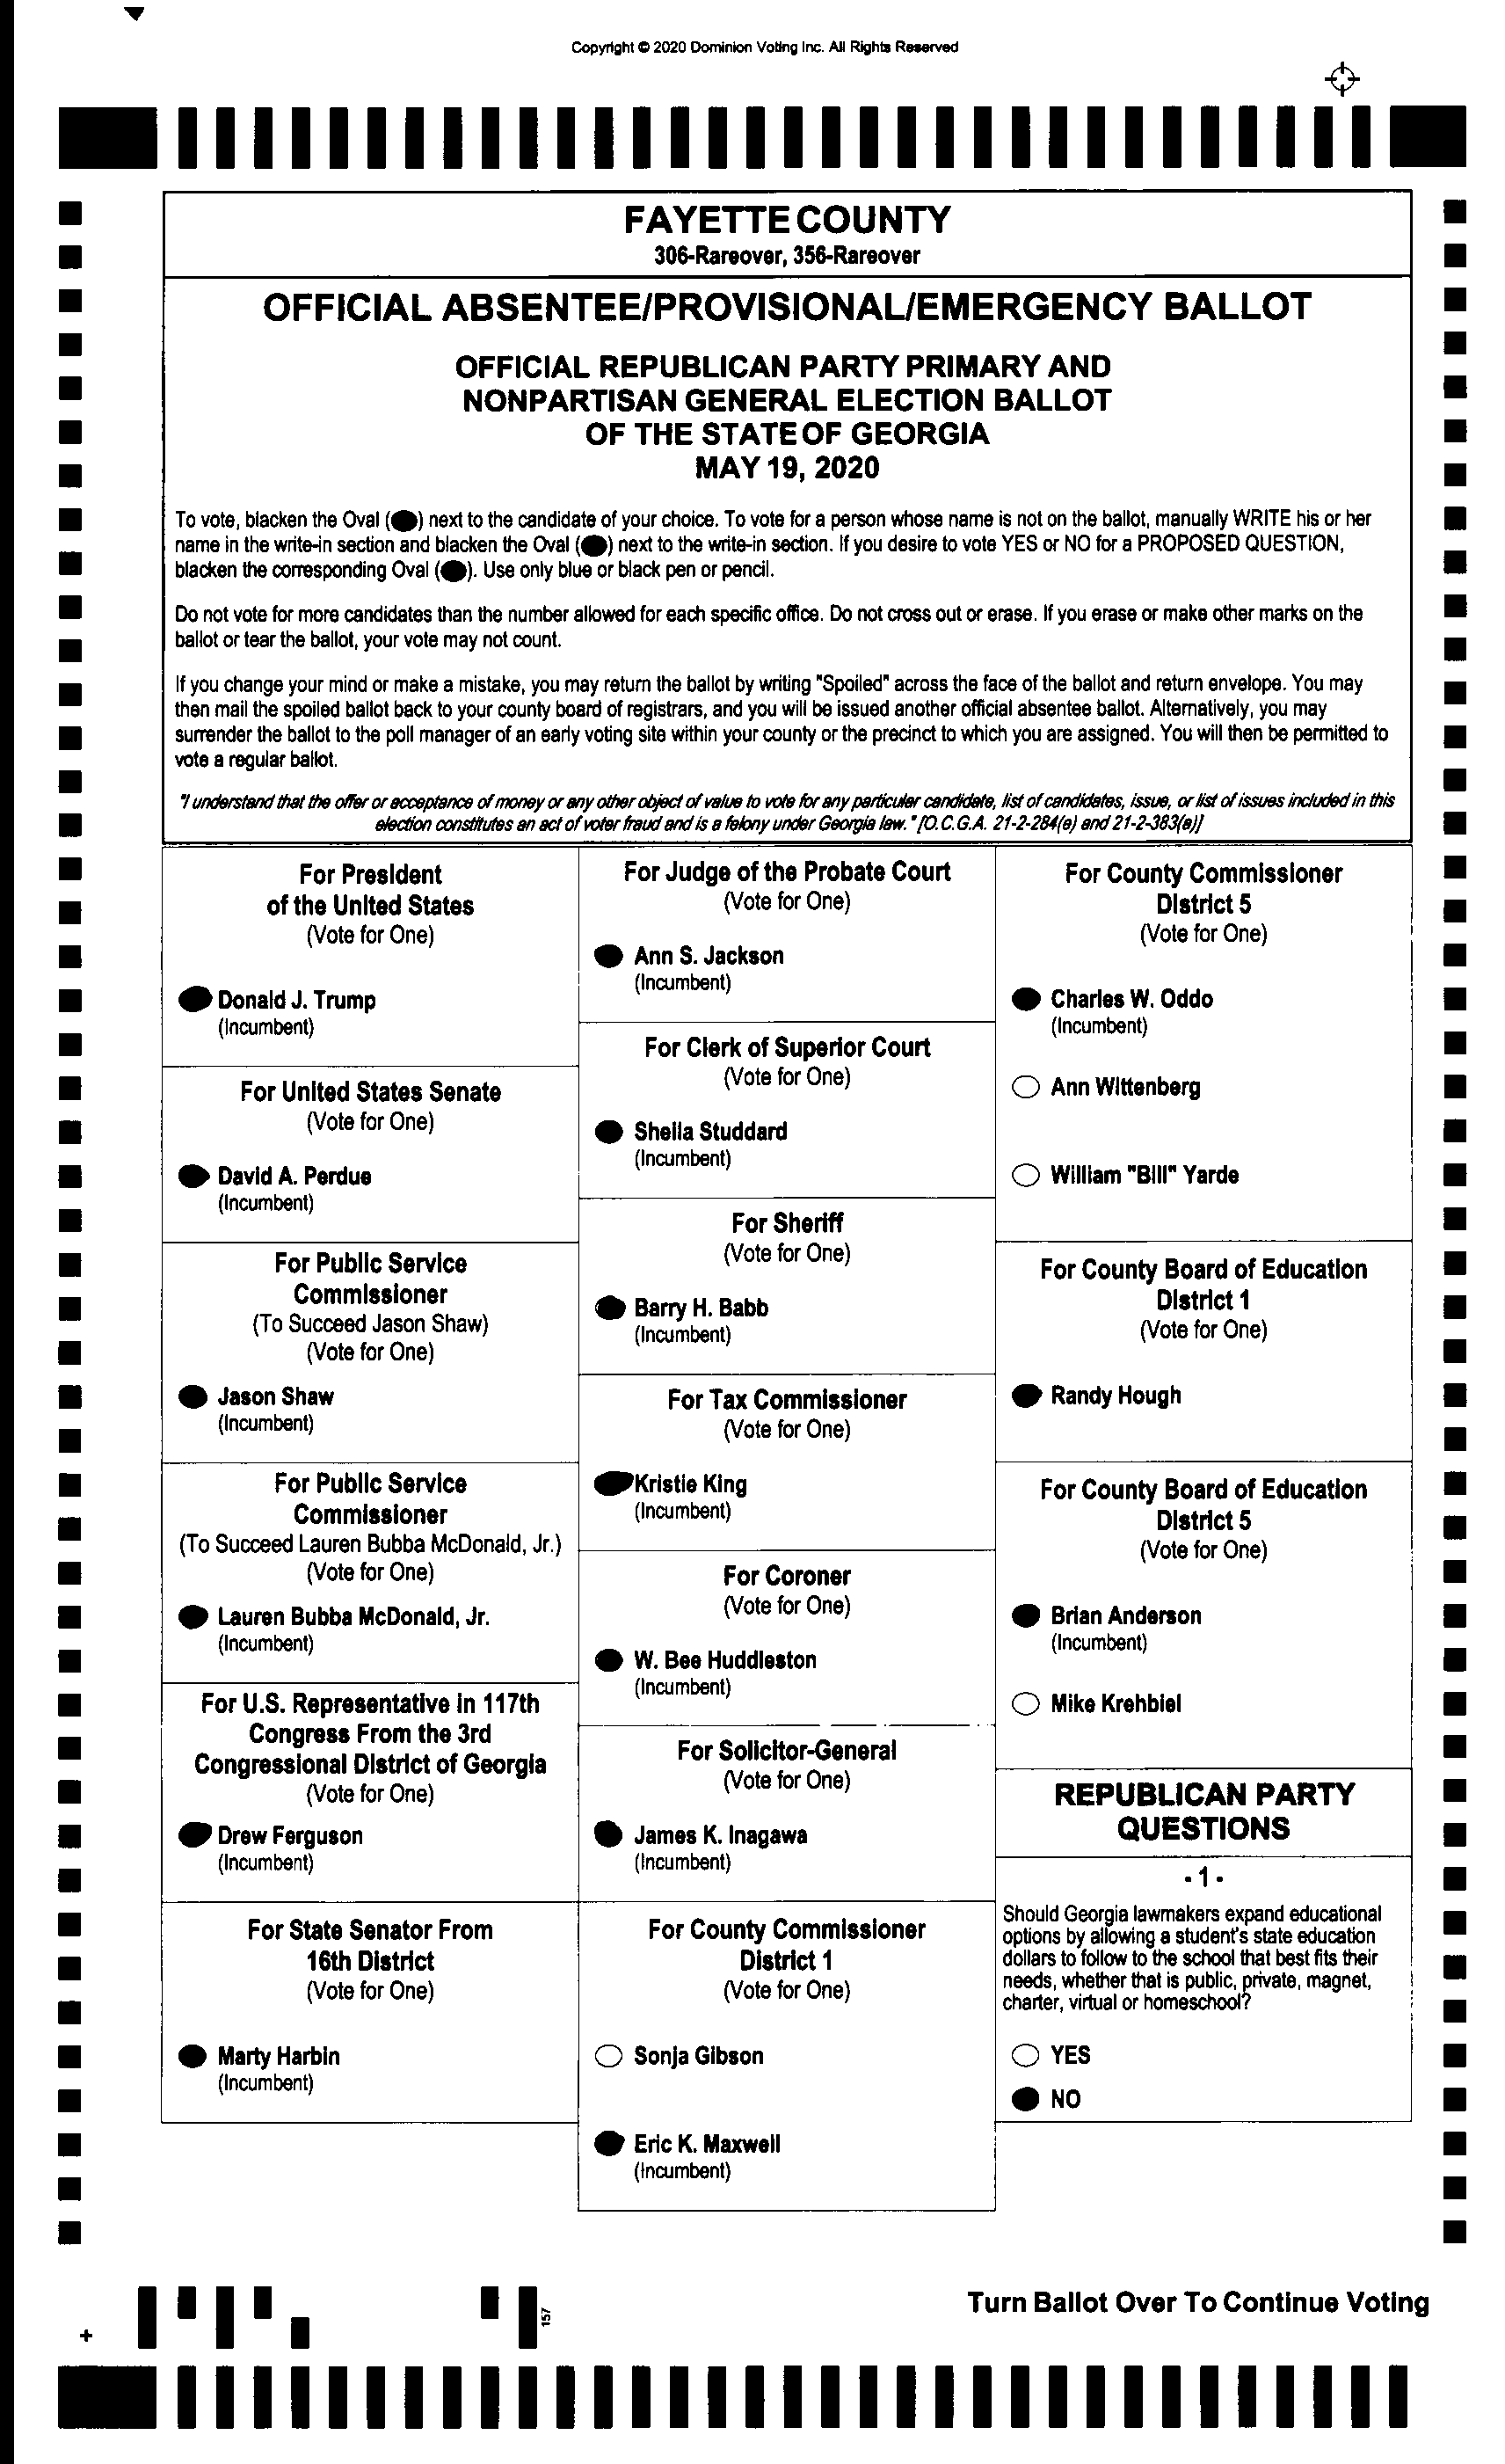 Copyright © 2020 Dominion Voting Inc. All Rights Reserved
FAYETTE COUNTY
306-Rareover, 356-Rareover
OFFICIAL ABSENTEE/PROVISIONAL/EMERGENCY BALLOT
OFFICIAL REPUBLICAN PARTY PRIMARY AND
NONPARTISAN GENERAL ELECTION BALLOT
OF THE STATE OF GEORGIA
MAY 19, 2020
To vote, blacken the Oval ( ) next to the candidate of your choice. To vote for a person whose name is not on the ballot, manually WRITE his or her
name in the write-in section and blacken the Oval ( ) next to the write-in section. If you desire to vote YES or NO for a PROPOSED QUESTION,
blacken the corresponding Oval ( ). Use only blue or black pen or pencil.
Do not vote for more candidates than the number allowed for each specific office. Do not cross out or erase. If you erase or make other marks on the
ballot or tear the ballot, your vote may not count.
If you change your mind or make a mistake, you may return the ballot by writing "Spoiled" across the face of the ballot and return envelope. You may
then mail the spoiled ballot back to your county board of registrars, and you will be issued another official absentee ballot. Alternatively, you may
surrender the ballot to the poll manager of an early voting site within your county or the precinct to which you are assigned. You will then be permitted to
vote a regular ballot.
"I understand that the offer or acceptance of money or any other object of value to vote for any particular candidate, list of candidates, issue, or list of issues included in this
election constitutes an act of voter fraud and is a felony under Georgia law." [O.C.G.A. 21-2-284(e) and 21-2-383(a)]
For President
of the United States
(Vote for One)
Donald J. Trump
(Incumbent)
For United States Senate
(Vote for One)
David A. Perdue
(Incumbent)
For Public Service
Commissioner
(To Succeed Jason Shaw)
(Vote for One)
Jason Shaw
(Incumbent)
For Public Service
Commissioner
(To Succeed Lauren Bubba McDonald, Jr.)
(Vote for One)
Lauren Bubba McDonald, Jr.
(Incumbent)
For U.S. Representative in 117th
Congress From the 3rd
Congressional District of Georgia
(Vote for One)
Drew Ferguson
(Incumbent)
For State Senator From
16th District
(Vote for One)
Marty Harbin
(Incumbent)
For Judge of the Probate Court
(Vote for One)
Ann S. Jackson
(Incumbent)
For Clerk of Superior Court
(Vote for One)
Sheila Studdard
(Incumbent)
For Sheriff
(Vote for One)
Barry H. Babb
(Incumbent)
For Tax Commissioner
(Vote for One)
Kristie King
(Incumbent)
For Coroner
(Vote for One)
W. Bee Huddleston
(Incumbent)
For Solicitor-General
(Vote for One)
James K. Inagawa
(Incumbent)
For County Commissioner
District 1
(Vote for One)
Sonja Gibson
Eric K. Maxwell
(Incumbent)
For County Commissioner
District 5
(Vote for One)
Charles W. Oddo
(Incumbent)
Ann Wittenberg
William "Bill" Yarde
For County Board of Education
District 1
(Vote for One)
Randy Hough
For County Board of Education
District 5
(Vote for One)
Brian Anderson
(Incumbent)
Mike Krehbiel
REPUBLICAN PARTY
QUESTIONS
- 1 -
Should Georgia lawmakers expand educational
options by allowing a student's state education
dollars to follow to the school that best fits their
needs, whether that is public, private, magnet,
charter, virtual or homeschool?
YES
NO
Turn Ballot Over To Continue Voting
157